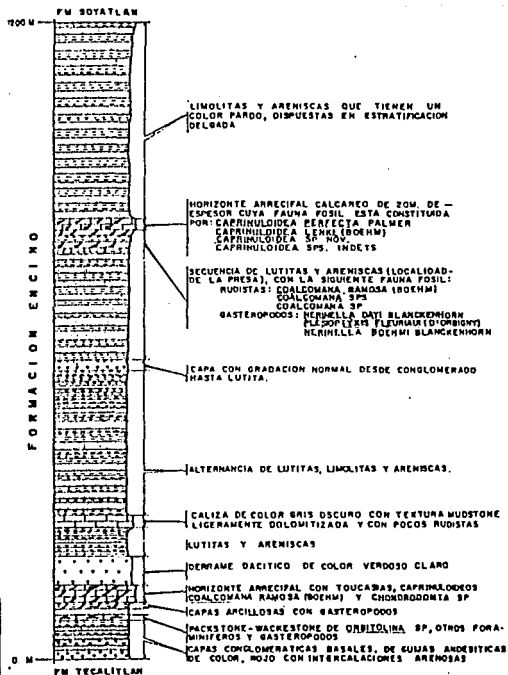 FM SOYATLAN
1200 M
LIMOLITAS Y ARENISCAS QUE TIENEN UN
COLOR PARDO, DISPUESTAS EN ESTRATIFICACION
DELGADA
HORIZONTE ARRECIFAL CALCAREO DE 20M. DE —
ESPESOR CUYA FAUNA FOSIL ESTA CONSTITUIDA
POR: CAPRINULOIDEA PERFECTA PALMER
CAPRINULOIDEA LENKI (BOEHM)
CAPRINULOIDEA SP NOV.
CAPRINULOIDEA SPS. INDETS
FORMACION ENCINO
SECUENCIA DE LUTITAS Y ARENISCAS (LOCALIDAD-
DE LA PRESA), CON LA SIGUIENTE FAUNA FOSIL:
RUDISTAS: COALCOMANA RAMOSA (BOEHM)
COALCOMANA SPS
COALCOMANA SP
GASTEROPODOS: NERINELLA DAYI BLANCKENHORN
PLESIOPLYXIS FLEURIAUI (D'ORBIGNY)
NERINELLA BOEHMI BLANCKENHORN
CAPA CON GRADACION NORMAL DESDE CONGLOMERADO
HASTA LUTITA.
ALTERNANCIA DE LUTITAS, LIMOLITAS Y ARENISCAS.
CALIZA DE COLOR GRIS OSCURO CON TEXTURA MUDSTONE
LIGERAMENTE DOLOMITIZADA Y CON POCOS RUDISTAS
LUTITAS Y ARENISCAS
DERRAME DACITICO DE COLOR VERDOSO CLARO
HORIZONTE ARRECIFAL CON TOUCASIAS, CAPRINULOIDEOS
COALCOMANA RAMOSA (BOEHM) Y CHONDRODONTA SP
CAPAS ARCILLOSAS CON GASTEROPODOS
PACKSTONE-WACKESTONE DE ORBITOLINA SP, OTROS FORA-
MINIFEROS Y GASTEROPODOS
CAPAS CONGLOMERATICAS BASALES, DE GUIJAS ANDESITICAS
DE COLOR, ROJO CON INTERCALACIONES ARENOSAS
0 M
FM TECALITLAN